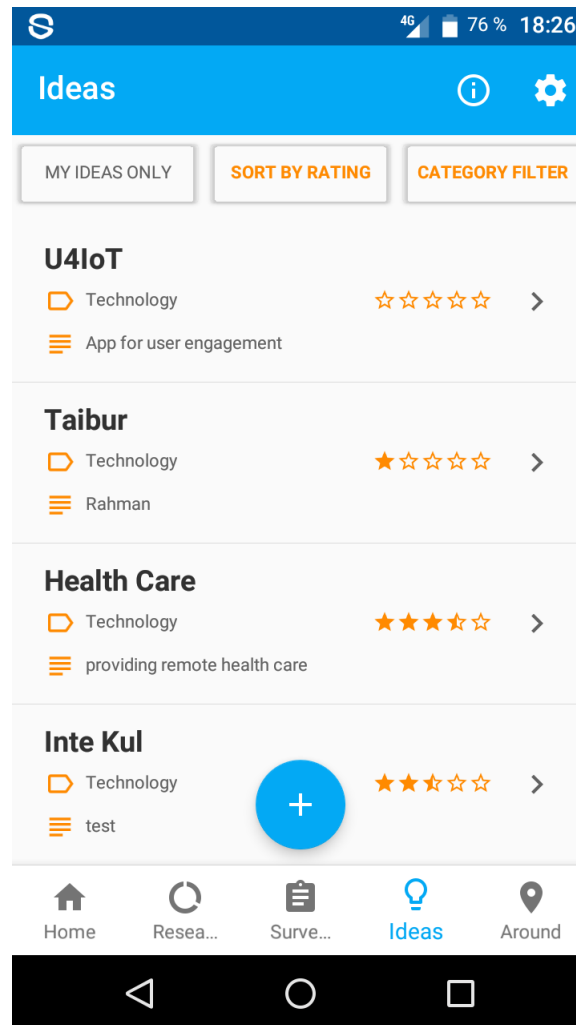 4G 76 % 18:26
Ideas
MY IDEAS ONLY SORT BY RATING CATEGORY FILTER
U4IoT
Technology
App for user engagement
Taibur
Technology
Rahman
Health Care
Technology
providing remote health care
Inte Kul
Technology
test
Home Resea... Surve... Ideas Around